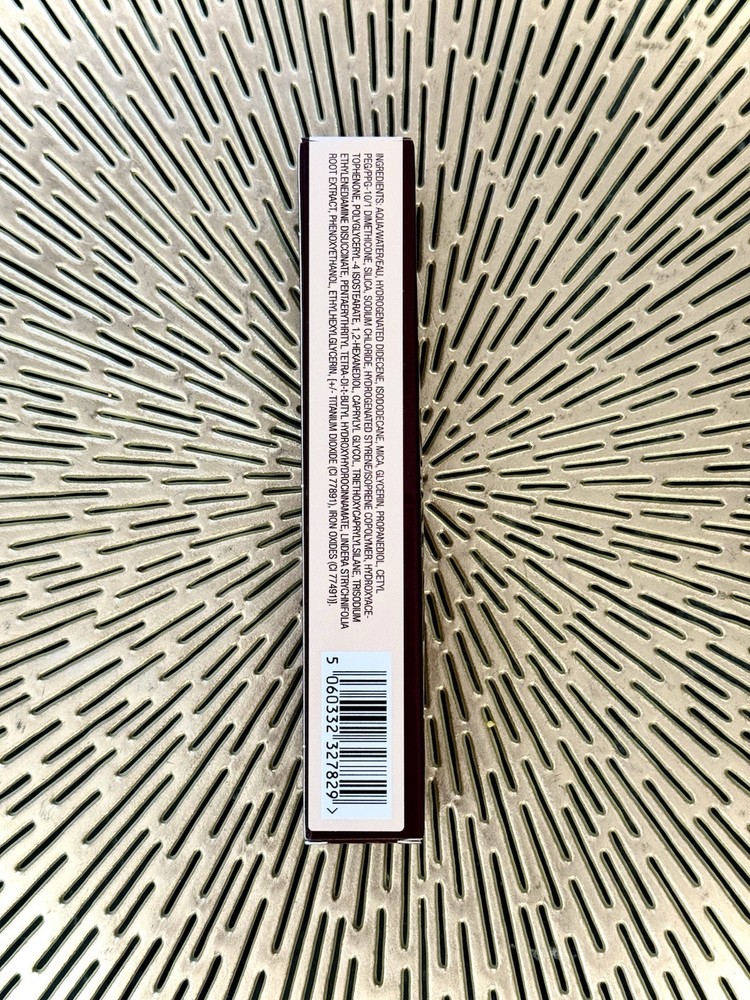 INGREDIENTS: AQUA/WATER/EAU, HYDROGENATED DIDECENE, ISODODECANE, MICA, GLYCERIN, PROPANEDIOL, CETYL
PEG/PPG-10/1 DIMETHICONE, SILICA, SODIUM CHLORIDE, HYDROGENATED STYRENE/ISOPRENE COPOLYMER, HYDROXYACE-
TOPHENONE, POLYGLYCERYL-4 ISOSTEARATE, 1,2-HEXANEDIOL, CAPRYLYL GLYCOL, TRIETHOXYCAPRYLYLSILANE, TRISODIUM
ETHYLENEDIAMINE DISUCCINATE, PENTAERYTHRITYL TETRA-DI-t-BUTYL HYDROXYHYDROCINNAMATE, LINDERA STRYCHNIFOLIA
ROOT EXTRACT, PHENOXYETHANOL, ETHYLHEXYLGLYCERIN, [+/- TITANIUM DIOXIDE (CI 77891), IRON OXIDES (CI 77491)].
5 060332 327829 >